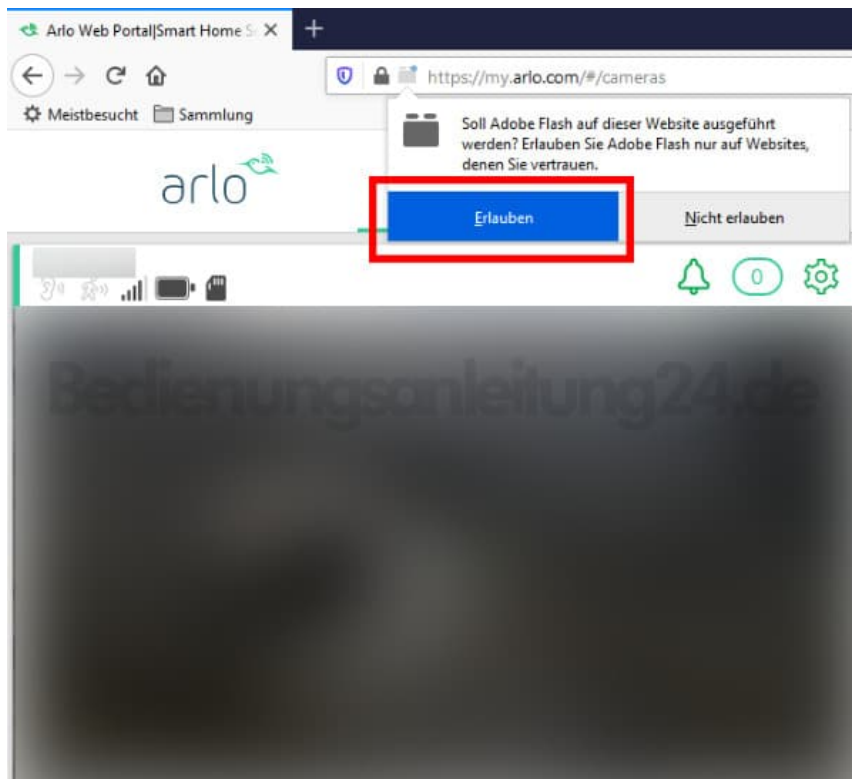 Arlo Web Portal|Smart Home S
https://my.arlo.com/#/cameras
Meistbesucht Sammlung
Soll Adobe Flash auf dieser Website ausgeführt
werden? Erlauben Sie Adobe Flash nur auf Websites,
denen Sie vertrauen.
arlo
Erlauben Nicht erlauben
0
Bedienungsanleitung24.de